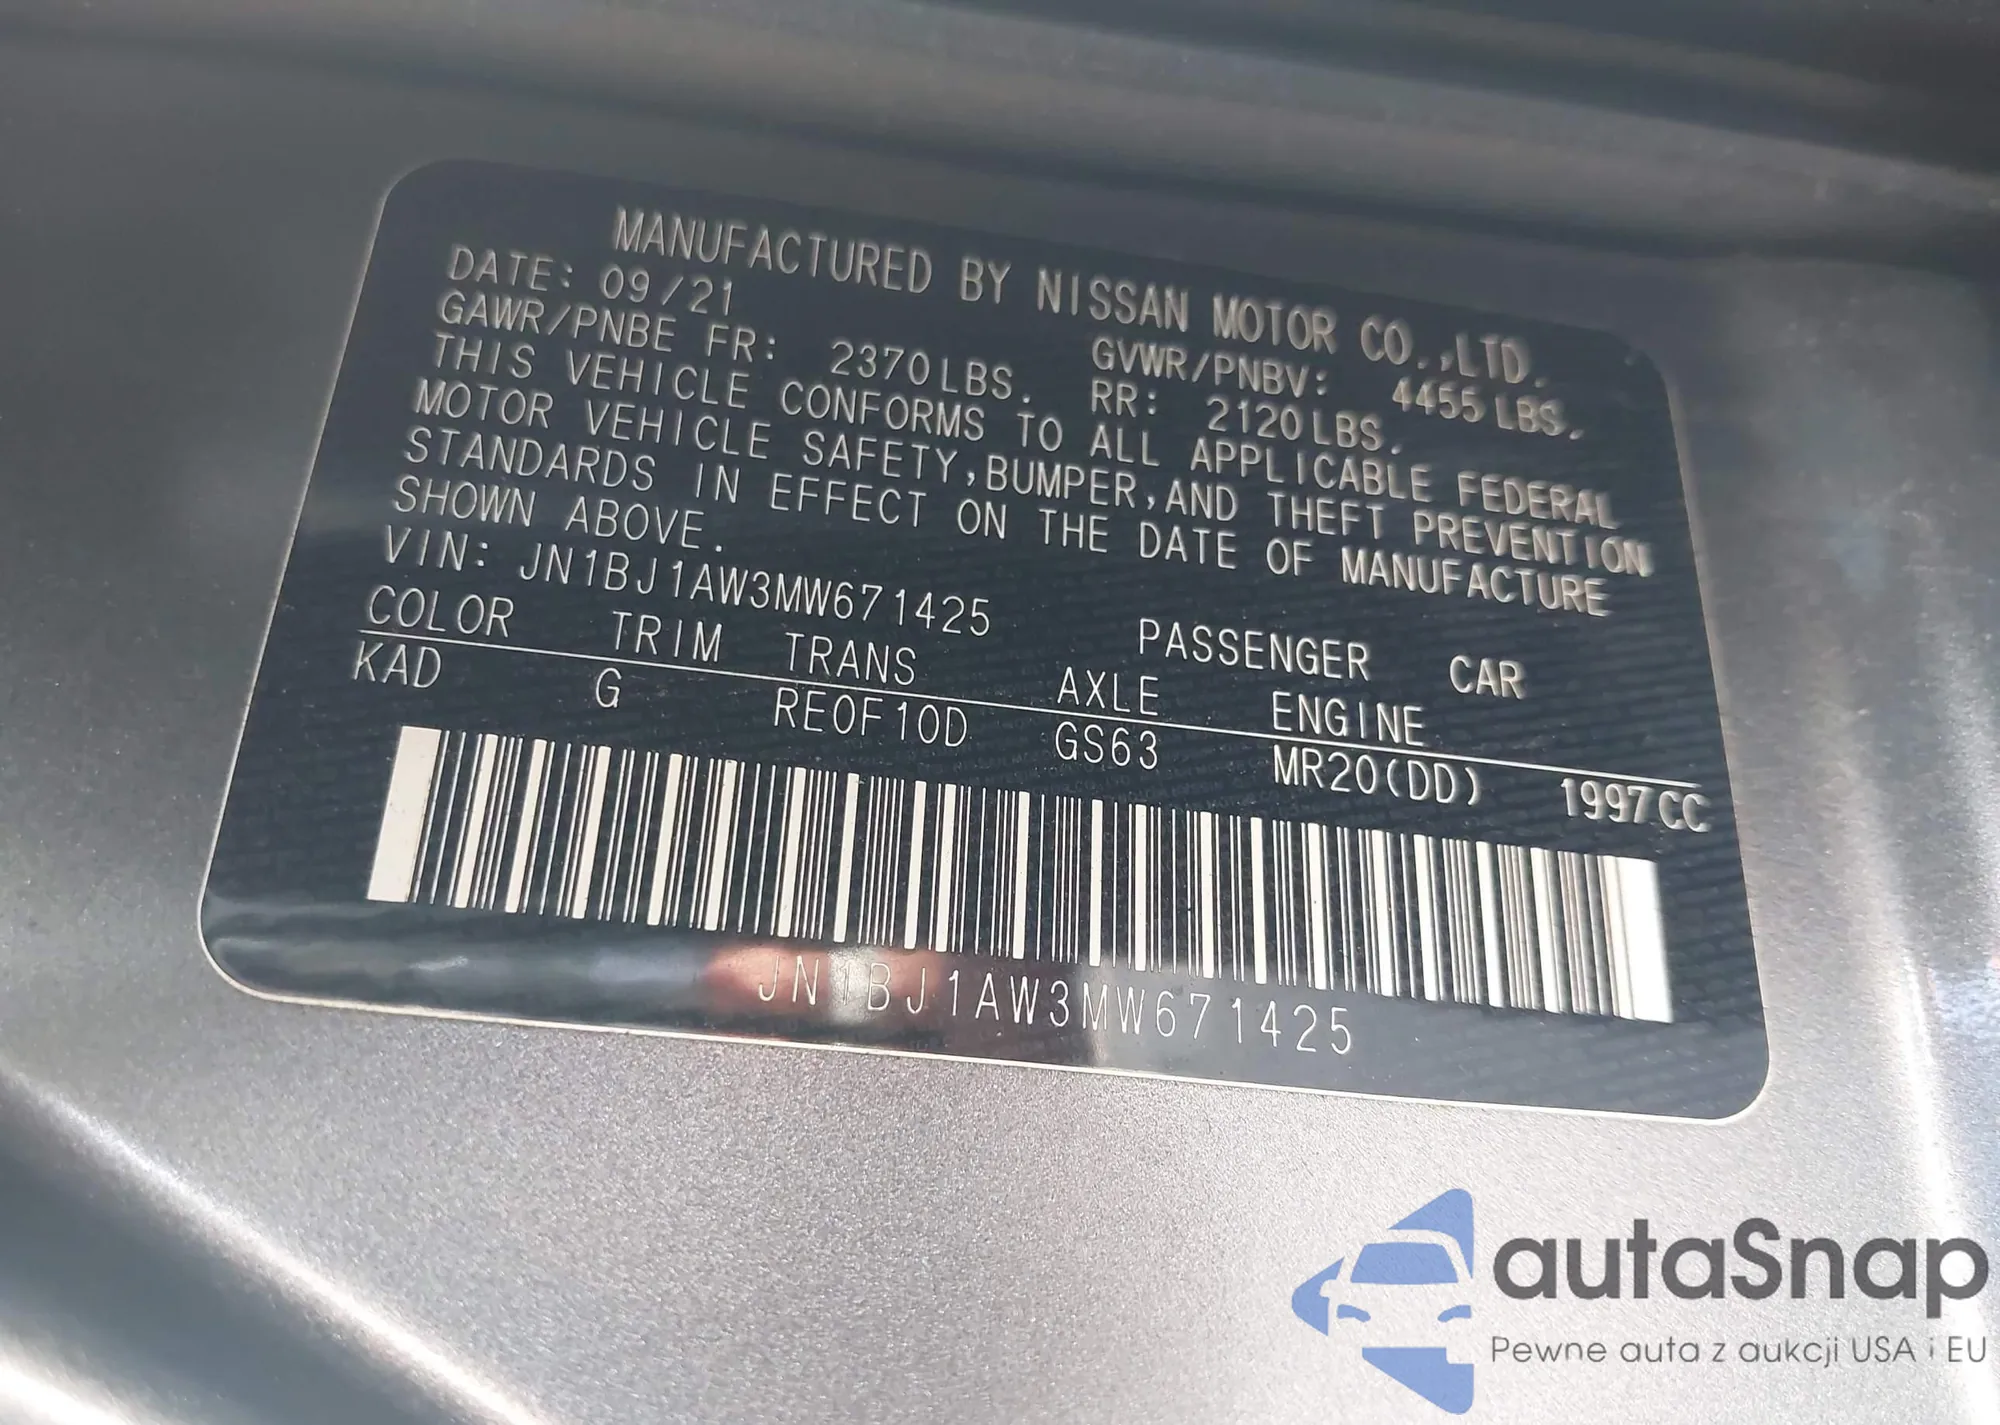 MANUFACTURED BY NISSAN MOTOR CO.,LTD.
DATE: 09/21 GVWR/PNBV: 4455 LBS.
GAWR/PNBE FR: 2370LBS. RR: 2120LBS.
THIS VEHICLE CONFORMS TO ALL APPLICABLE FEDERAL
MOTOR VEHICLE SAFETY,BUMPER,AND THEFT PREVENTION
STANDARDS IN EFFECT ON THE DATE OF MANUFACTURE
SHOWN ABOVE.
VIN: JN1BJ1AW3MW671425 PASSENGER CAR
COLOR TRIM TRANS AXLE ENGINE
KAD G RE0F10D GS63 MR20(DD) 1997CC
JN1BJ1AW3MW671425
autaSnap
Pewne auta z aukcji USA i EU